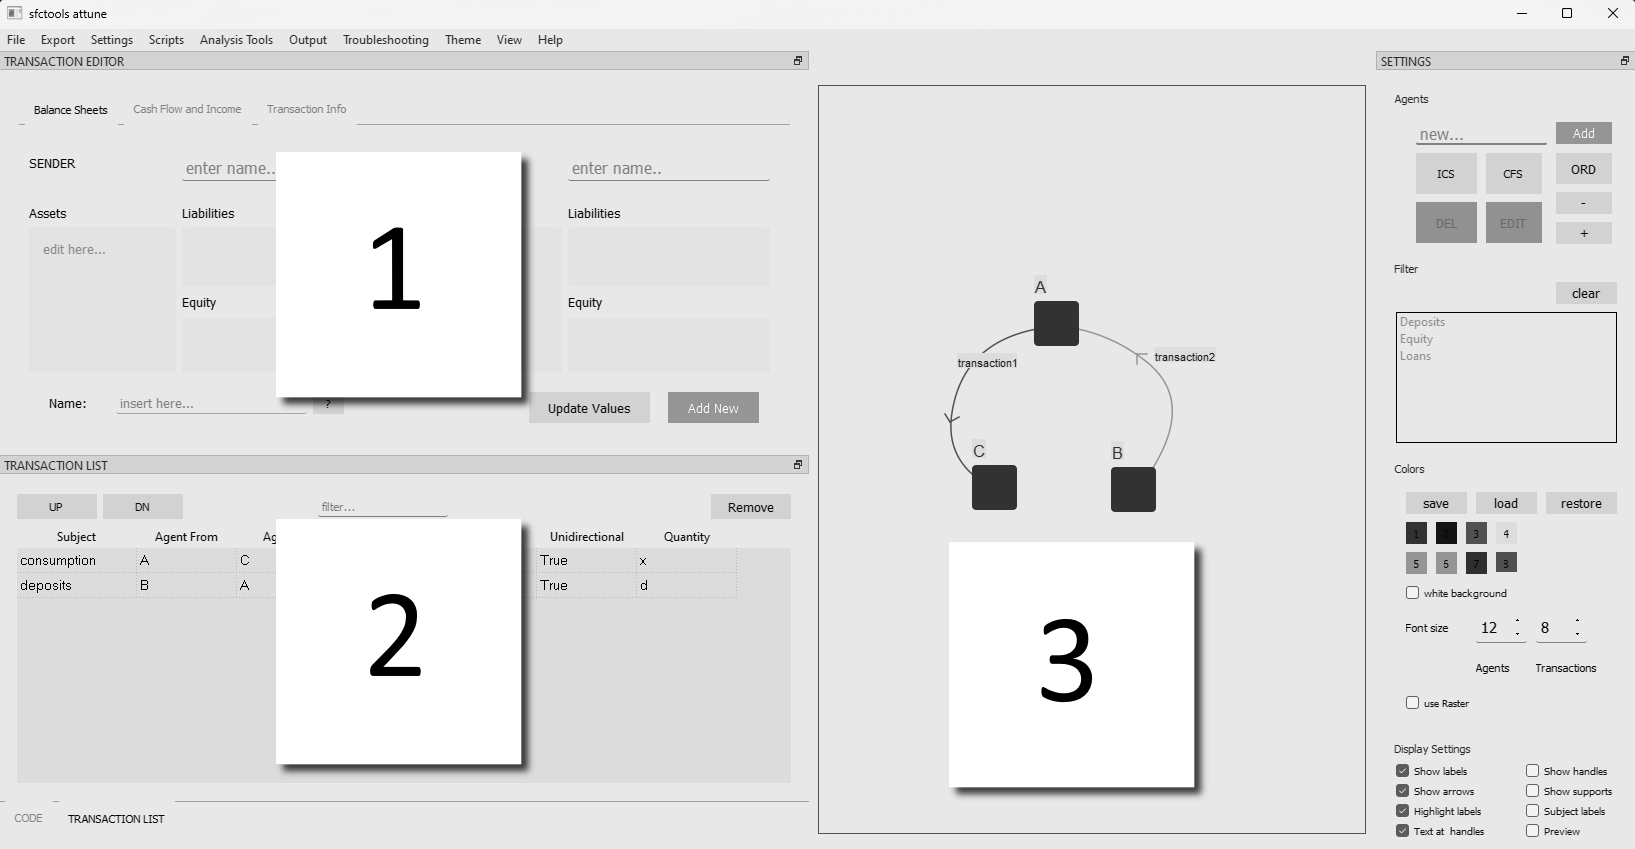 sfctools attune
File Export Settings Scripts Analysis Tools Output Troubleshooting Theme View Help
TRANSACTION EDITOR
Balance Sheets Cash Flow and Income Transaction Info
SENDER enter name.. enter name..
Assets Liabilities Liabilities
edit here...
Equity Equity
1
Name: insert here... ? Update Values Add New
TRANSACTION LIST
UP DN filter... Remove
Subject Agent From Unidirectional Quantity
consumption A C True x
deposits B A True d
2
CODE TRANSACTION LIST
A
transaction1 transaction2
C B
3
SETTINGS
Agents
new... Add
ICS CFS ORD
-
DEL EDIT
+
Filter
clear
Deposits
Equity
Loans
Colors
save load restore
1 2 3 4
5 6 7 8
white background
Font size 12 8
Agents Transactions
use Raster
Display Settings
Show labels Show handles
Show arrows Show supports
Highlight labels Subject labels
Text at handles Preview